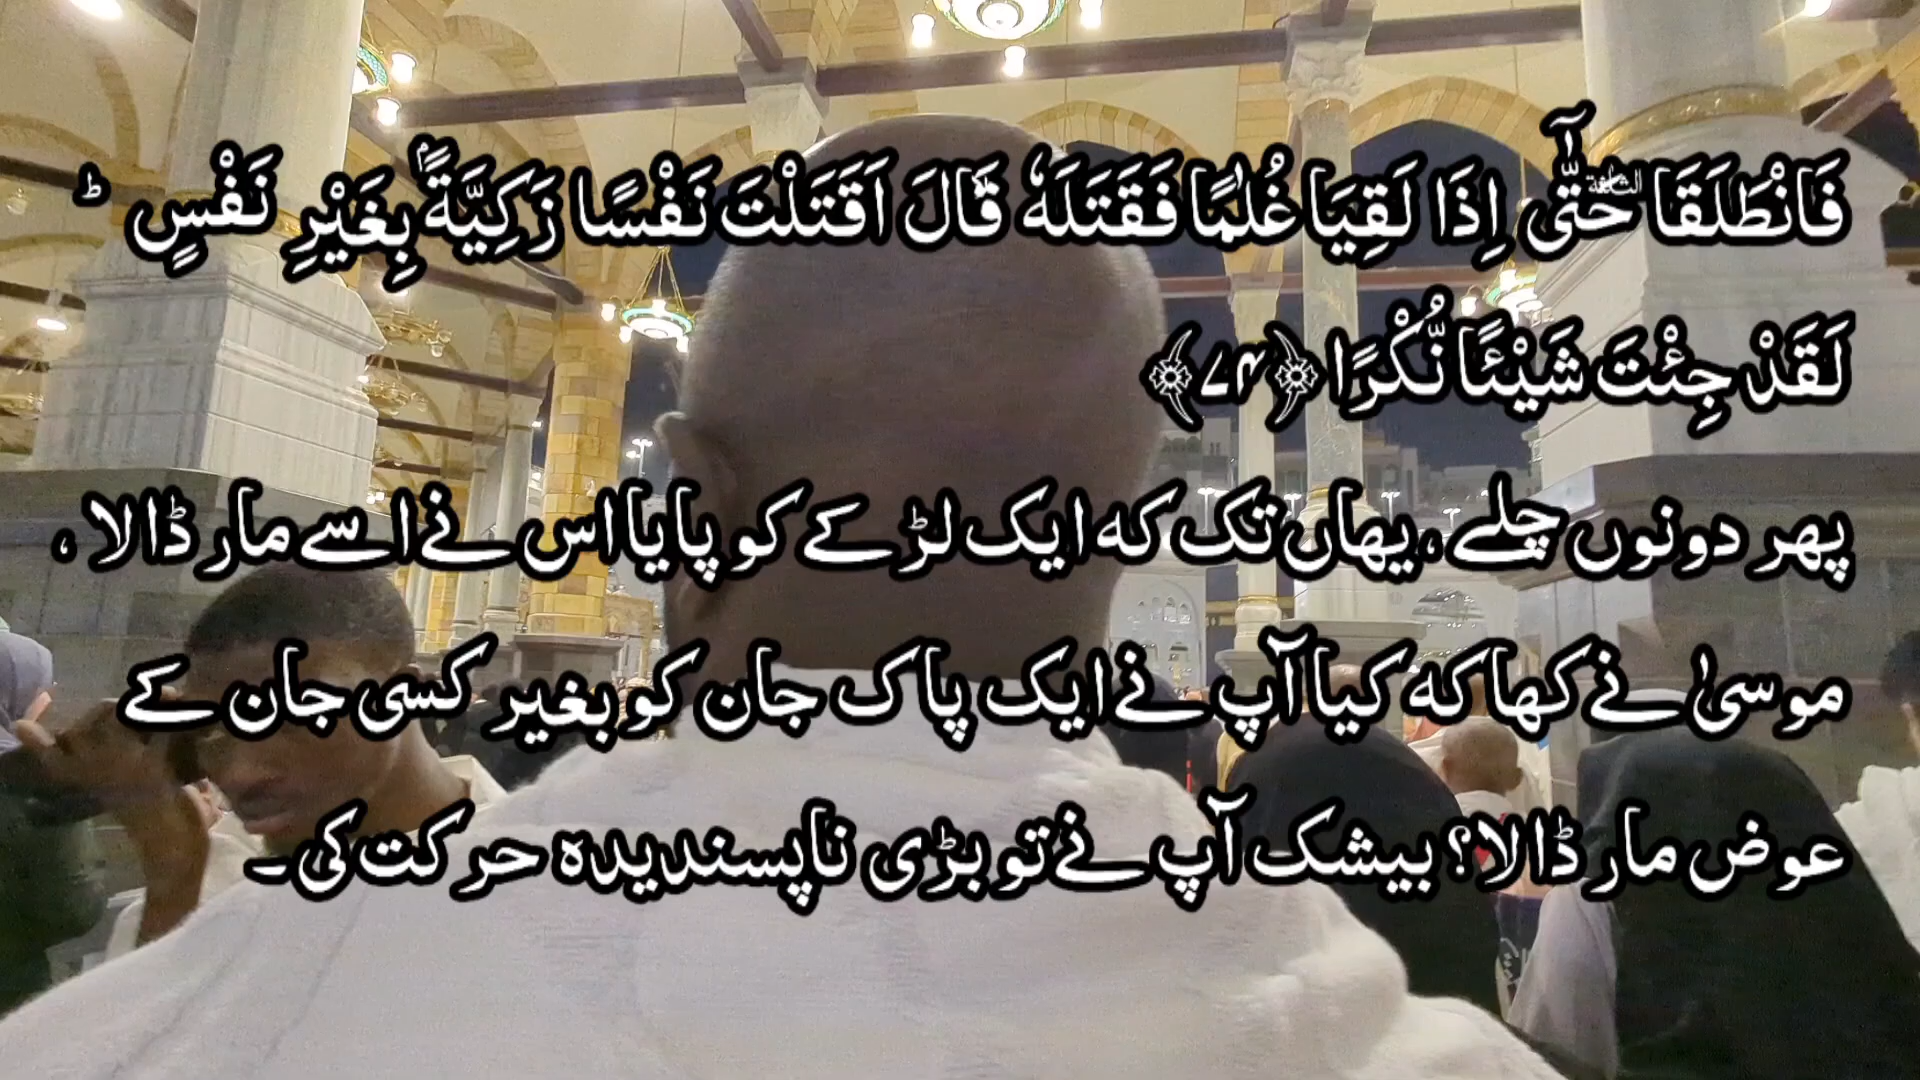 فَانْطَلَقَا حَتّٰۤى اِذَا لَقِيَا غُلٰمًا فَقَتَلَهٗ ۙ قَالَ اَقَتَلْتَ نَفْسًا زَكِيَّةًۢ بِغَيْرِ نَفْسٍ ؕ
لَقَدْ جِئْتَ شَيْئًا نُّكْرًا ﴿۷۴﴾
پھر دونوں چلے ، یھاں تک کہ ایک لڑکے کو پایا اس نے اسے مار ڈالا ،
موسیٰ نے کھا کہ کیا آپ نے ایک پاک جان کو بغیر کسی جان کے
عوض مار ڈالا؟ بیشک آپ نے تو بڑی ناپسندیدہ حرکت کی ۔